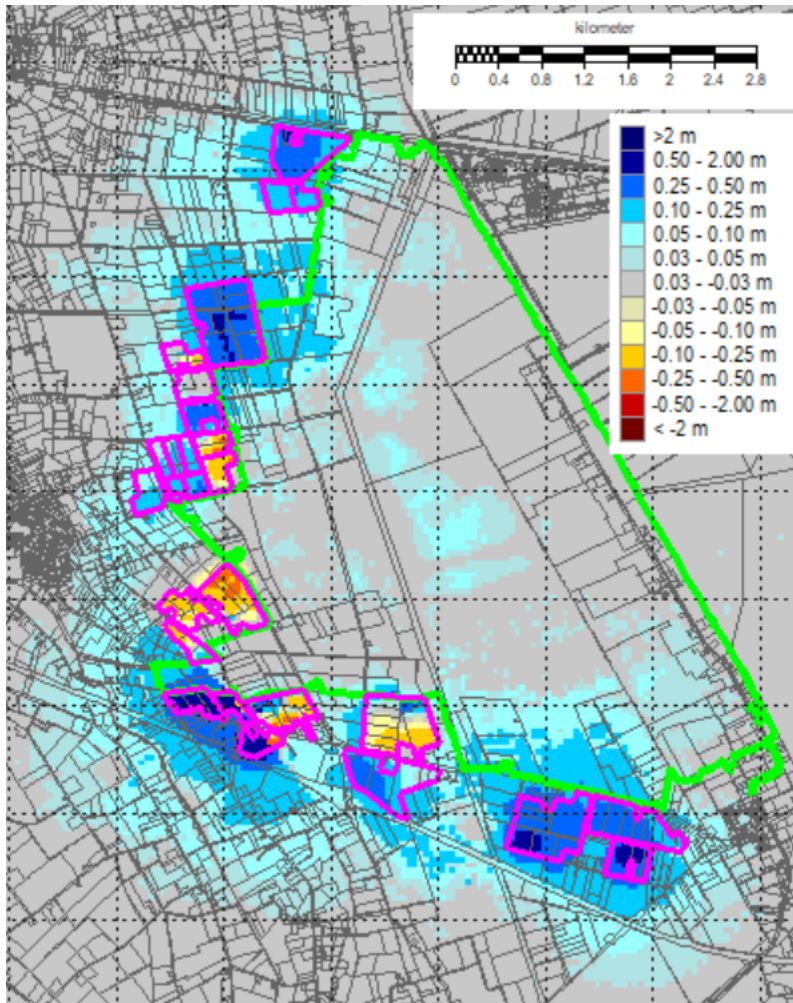 kilometer
0 0.4 0.8 1.2 1.6 2 2.4 2.8
>2 m
0.50 - 2.00 m
0.25 - 0.50 m
0.10 - 0.25 m
0.05 - 0.10 m
0.03 - 0.05 m
0.03 - -0.03 m
-0.03 - -0.05 m
-0.05 - -0.10 m
-0.10 - -0.25 m
-0.25 - -0.50 m
-0.50 - -2.00 m
< -2 m